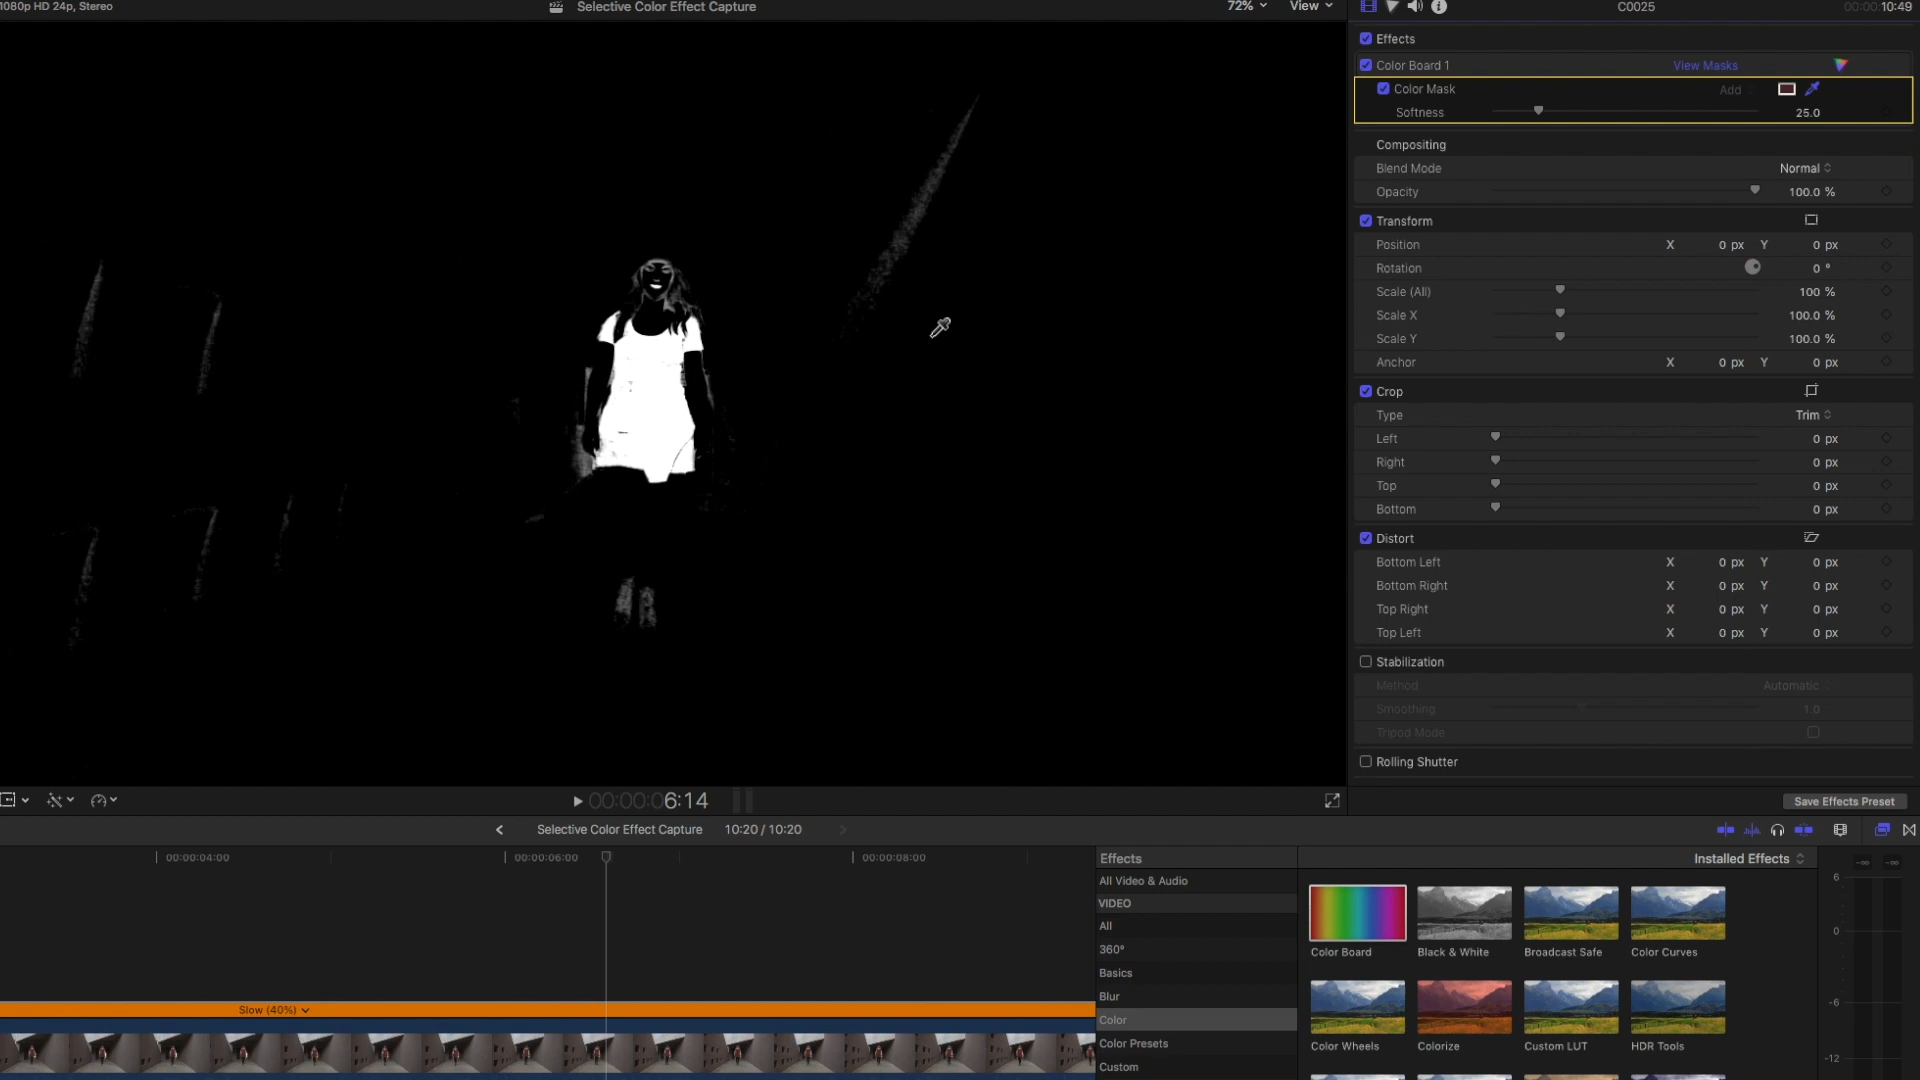 1080p HD 24p, Stereo
Selective Color Effect Capture
72%
View
C0025
00:00:10:49
Effects
Color Board 1
View Masks
Color Mask
Add
Softness
25.0
Compositing
Blend Mode
Normal
Opacity
100.0 %
Transform
Position
X 0 px Y 0 px
Rotation
0 °
Scale (All)
100 %
Scale X
100.0 %
Scale Y
100.0 %
Anchor
X 0 px Y 0 px
Crop
Type
Trim
Left
0 px
Right
0 px
Top
0 px
Bottom
0 px
Distort
Bottom Left
X 0 px Y 0 px
Bottom Right
X 0 px Y 0 px
Top Right
X 0 px Y 0 px
Top Left
X 0 px Y 0 px
Stabilization
Method
Automatic
Smoothing
1.0
Tripod Mode
Rolling Shutter
00:00:06:14
Save Effects Preset
Selective Color Effect Capture
10:20 / 10:20
00:00:04:00
00:00:06:00
00:00:08:00
Slow (40%)
Effects
All Video & Audio
VIDEO
All
360°
Basics
Blur
Color
Color Presets
Custom
Installed Effects
Color Board
Black & White
Broadcast Safe
Color Curves
Color Wheels
Colorize
Custom LUT
HDR Tools
-∞ -∞
6
0
-6
-12